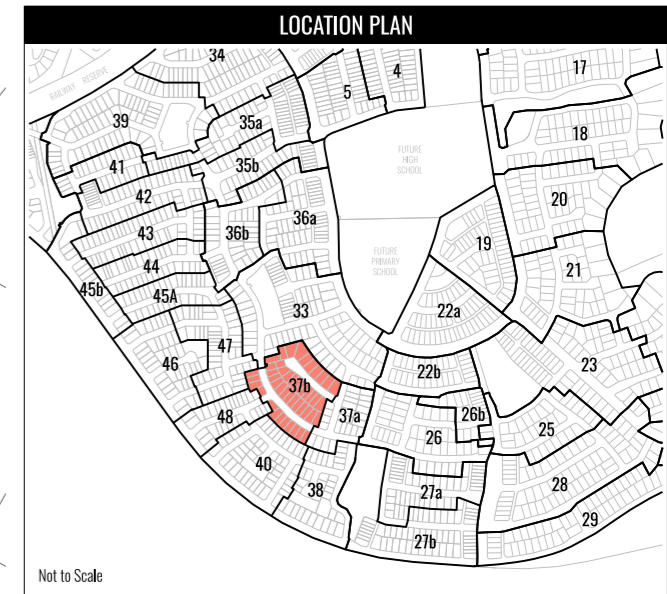 LOCATION PLAN
34
4
17
RAILWAY RESERVE
5
39
35a
18
FUTURE
HIGH
SCHOOL
41
35b
42
20
36a
43
36b
19
44
FUTURE
PRIMARY
SCHOOL
21
45b
45A
33
22a
47
46
23
22b
37b
26b
48
37a
25
26
40
38
27a
28
29
27b
Not to Scale